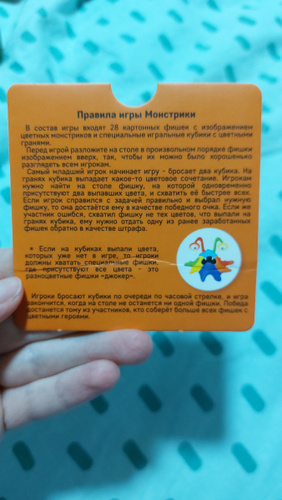 Правила игры Монстрики
В состав игры входят 28 картонных фишек с изображением
цветных монстриков и специальные игральные кубики с цветными
гранями.
Перед игрой разложите на столе в произвольном порядке фишки
изображением вверх, так, чтобы их можно было хорошенько
разглядеть всем игрокам.
Самый младший игрок начинает игру - бросает два кубика. На
гранях кубика выпадает какое-то цветовое сочетание. Игрокам
нужно найти на столе фишку, на которой одновременно
присутствуют два выпавших цвета, и схватить её быстрее всех.
Если игрок справился с задачей правильно и выбрал нужную
фишку, то она достаётся ему в качестве победного очка. Если же
участник ошибся, схватил фишку не тех цветов, что выпали на
гранях кубика, ему нужно отдать одну из ранее заработанных
фишек обратно в качестве штрафа.
✶ Если на кубиках выпали цвета,
которых уже нет в игре, то игроки
должны хватать специальные фишки,
где присутствуют все цвета - это
разноцветные фишки «джокер».
Игроки бросают кубики по очереди по часовой стрелке, и игра
закончится, когда на столе не останется ни одной фишки. Победа
достанется тому из участников, кто соберёт больше всех фишек с
цветными героями.